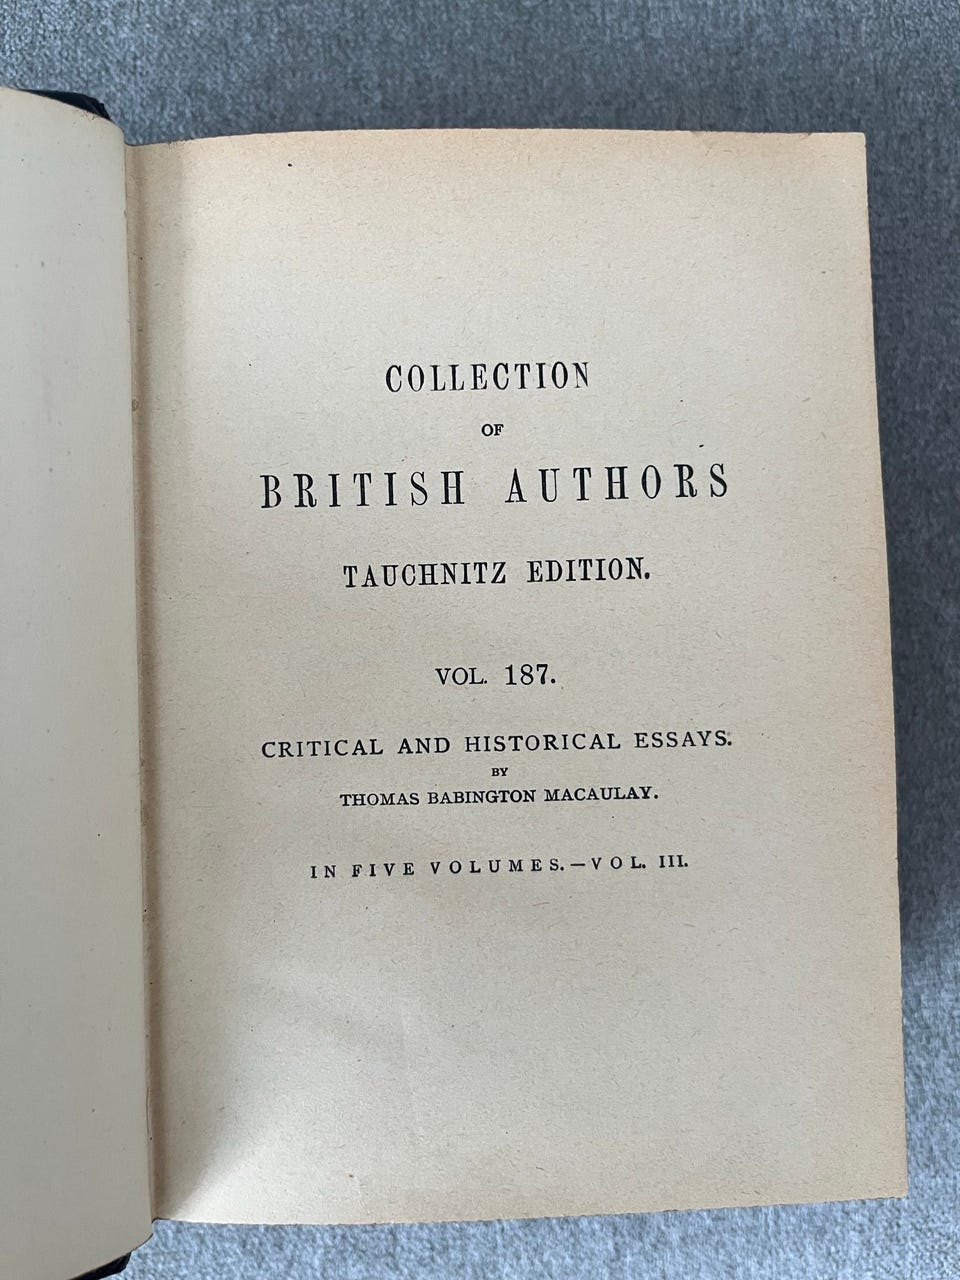 COLLECTION
OF
BRITISH AUTHORS
TAUCHNITZ EDITION.
VOL. 187.
CRITICAL AND HISTORICAL ESSAYS.
BY
THOMAS BABINGTON MACAULAY.
IN FIVE VOLUMES.—VOL. III.